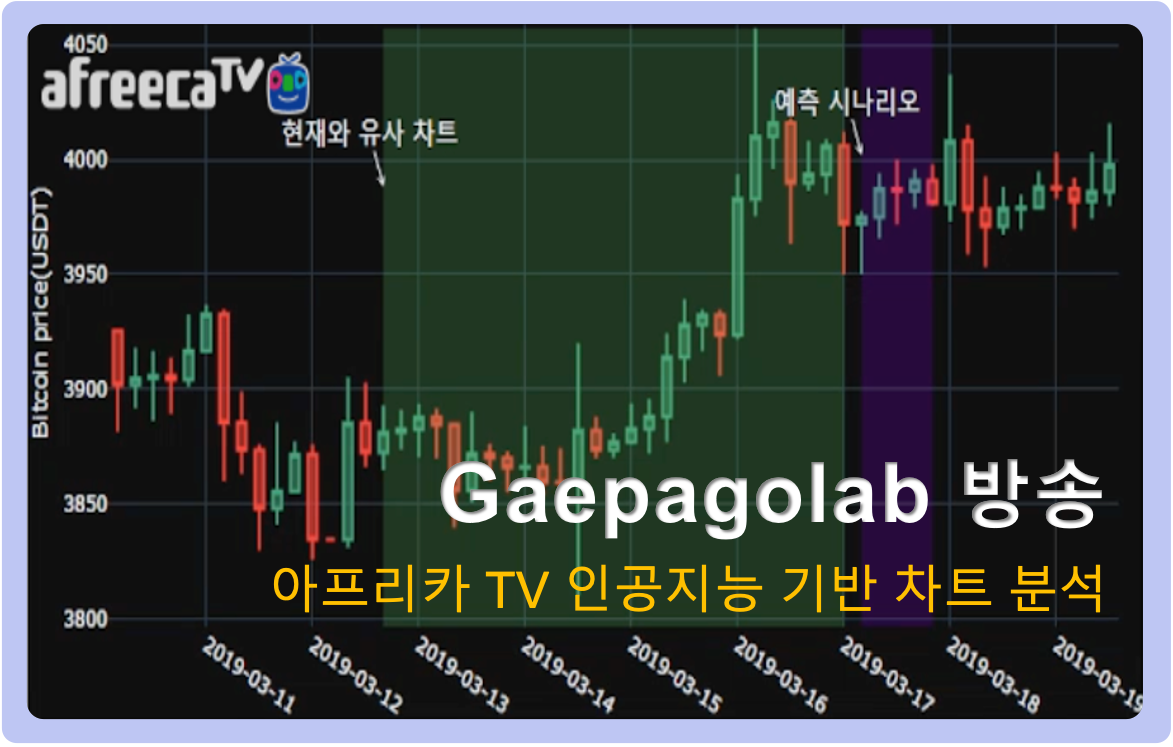 4050
afreecaTV
예측 시나리오
현재와 유사 차트
4000
Bitcoin price(USDT)
3950
3900
3850
Gaepagolab 방송
아프리카 TV 인공지능 기반 차트 분석
3800
2019-03-11
2019-03-12
2019-03-13
2019-03-14
2019-03-15
2019-03-16
2019-03-17
2019-03-18
2019-03-19